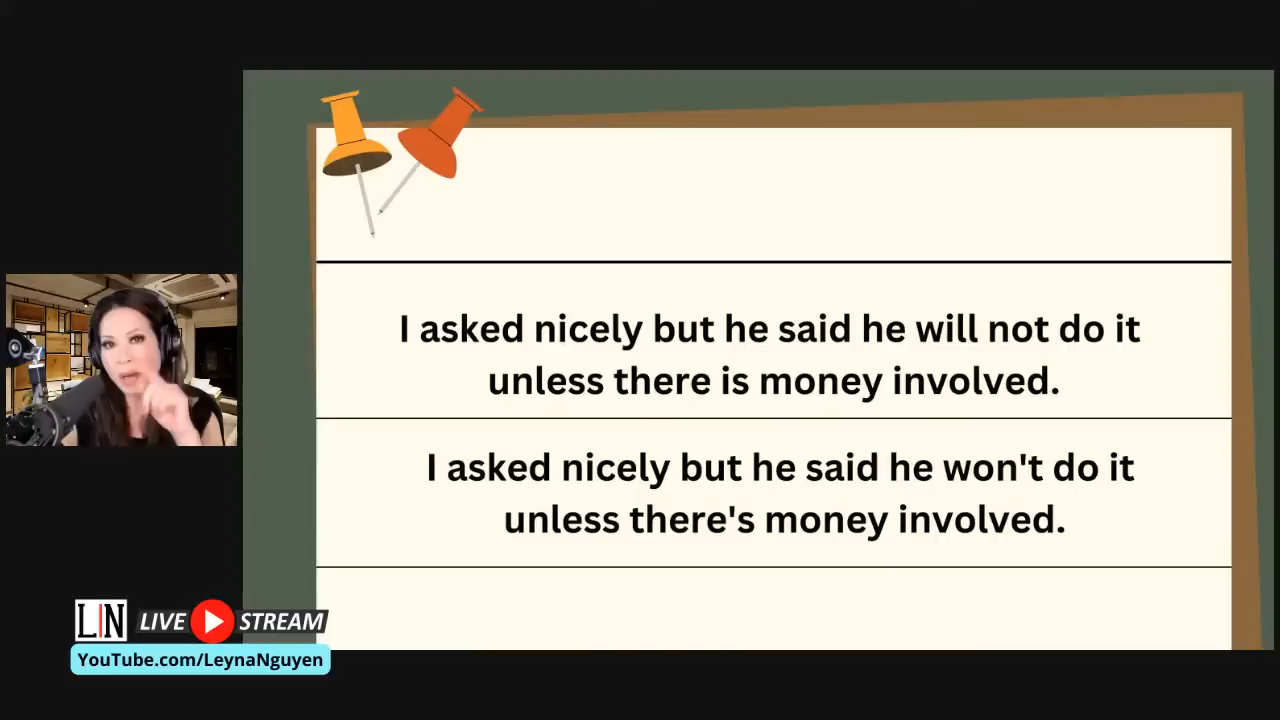 I asked nicely but he said he will not do it
unless there is money involved.
I asked nicely but he said he won't do it
unless there's money involved.
LIN LIVE STREAM
YouTube.com/LeynaNguyen